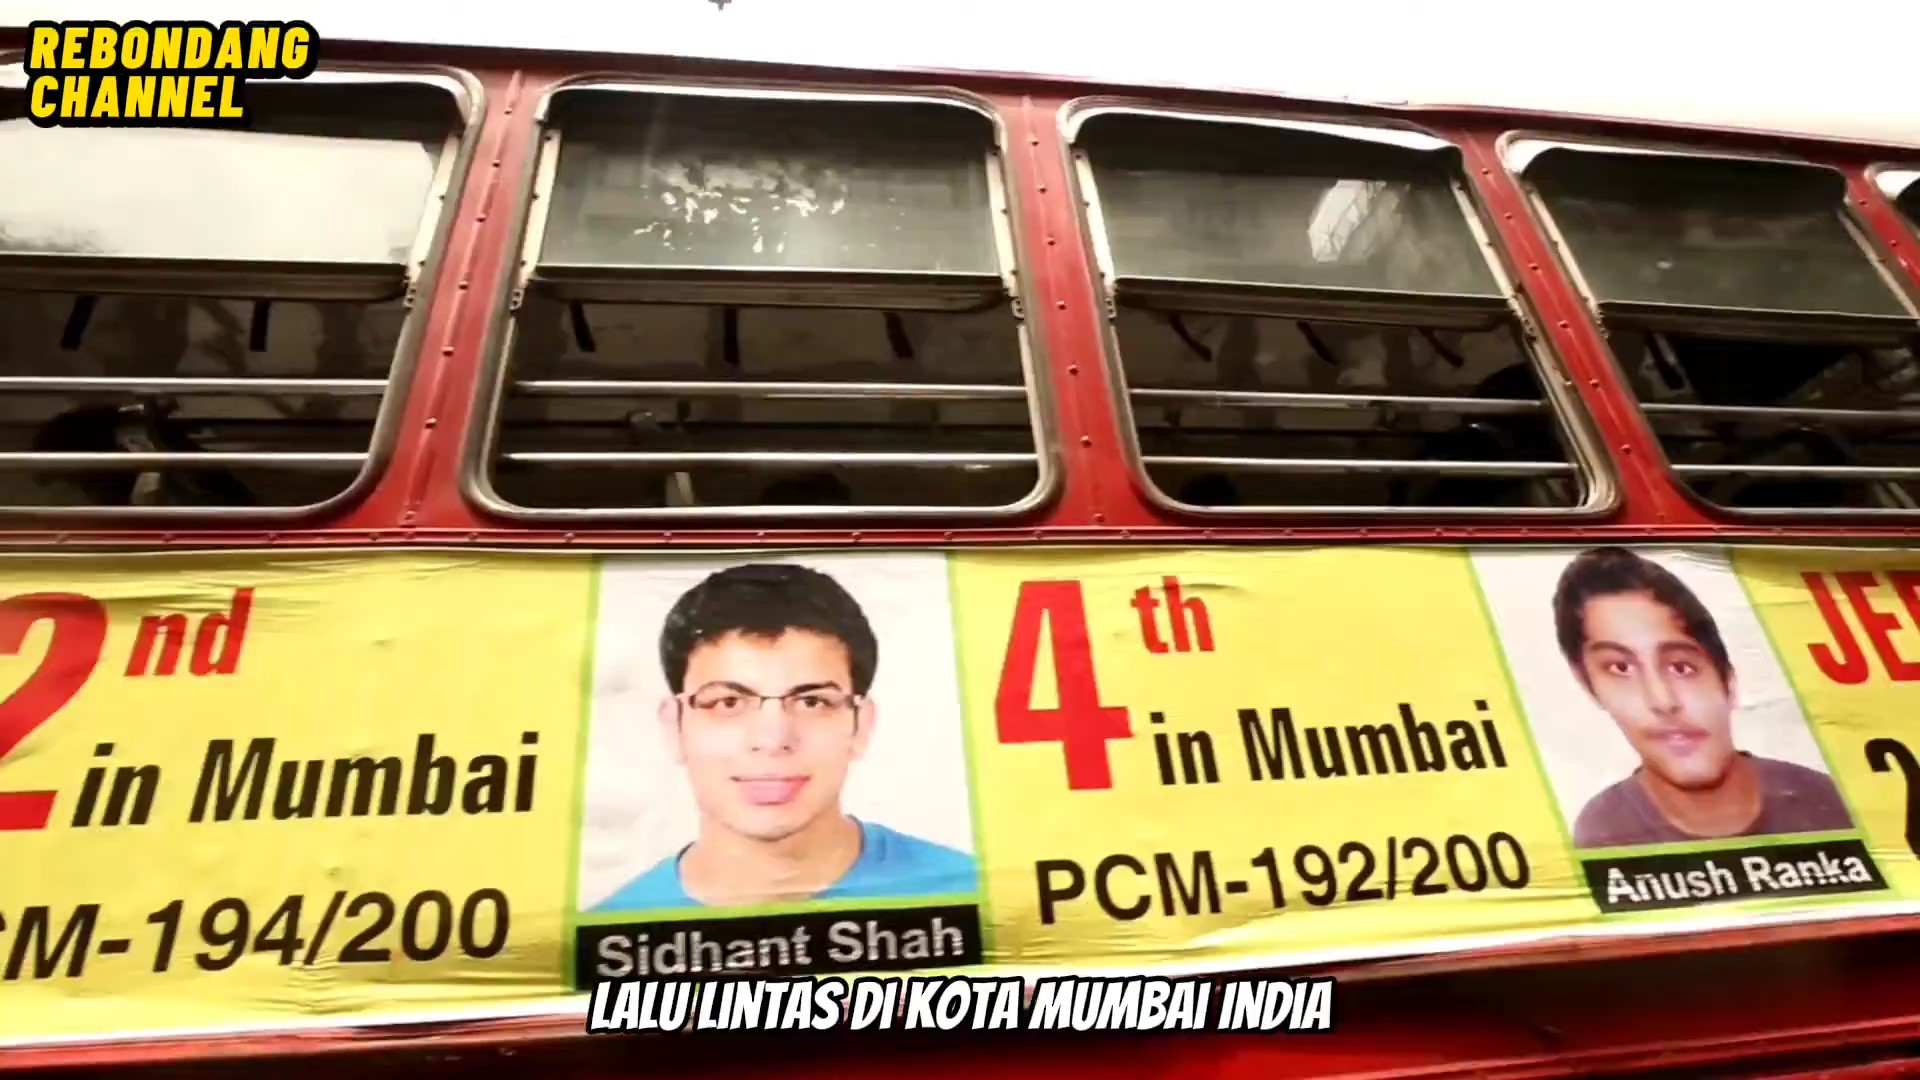 REBONDANG
CHANNEL
2nd
in Mumbai
M-194/200
Sidhant Shah
4th
in Mumbai
PCM-192/200
Anush Ranka
LALU LINTAS DI KOTA MUMBAI INDIA